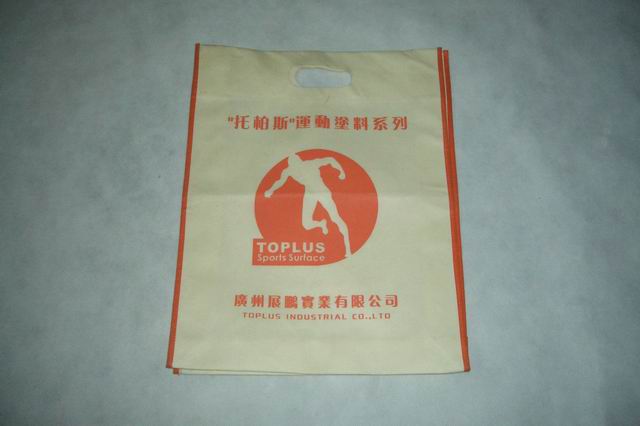 "托柏斯"運動塗料系列
TOPLUS
Sports Surface
廣州展鵬實業有限公司
TOPLUS INDUSTRIAL CO.,LTD